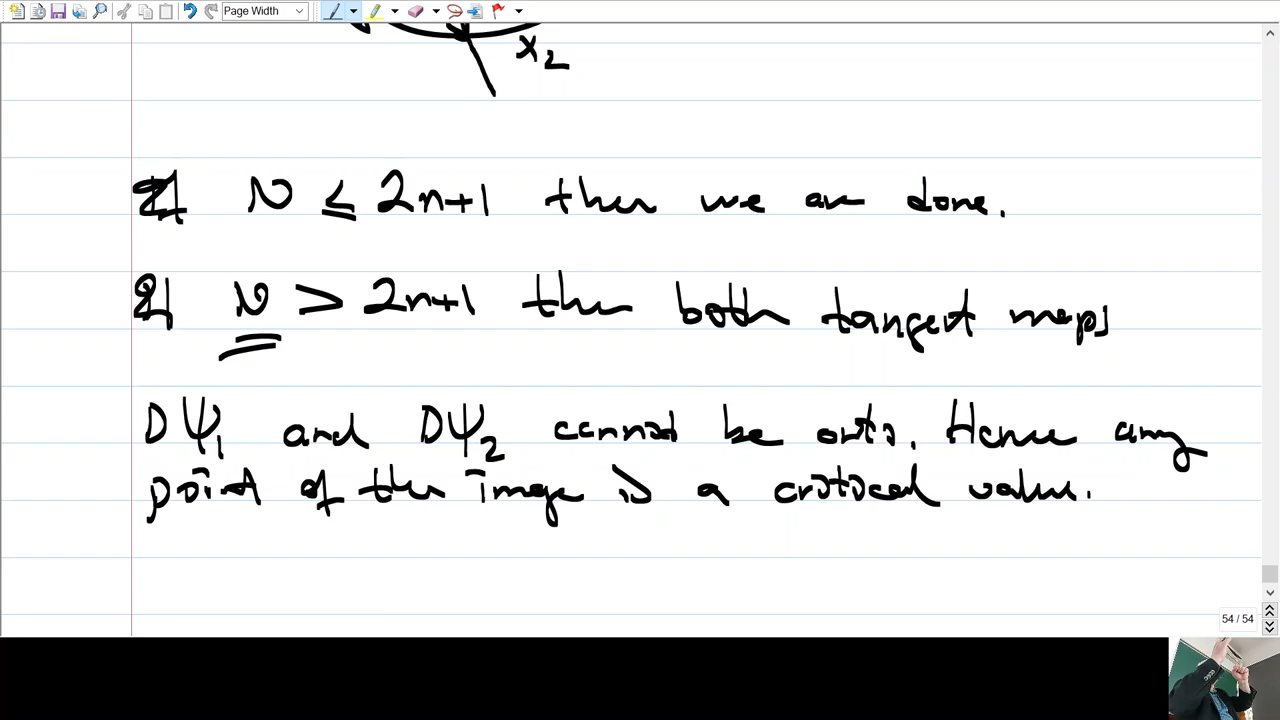 Page Width
x₂
If N ≤ 2n+1 then we are done.
If N > 2n+1 then both tangent maps
DΨ₁ and DΨ₂ cannot be onto. Hence any
point of the image is a critical value.
54 / 54